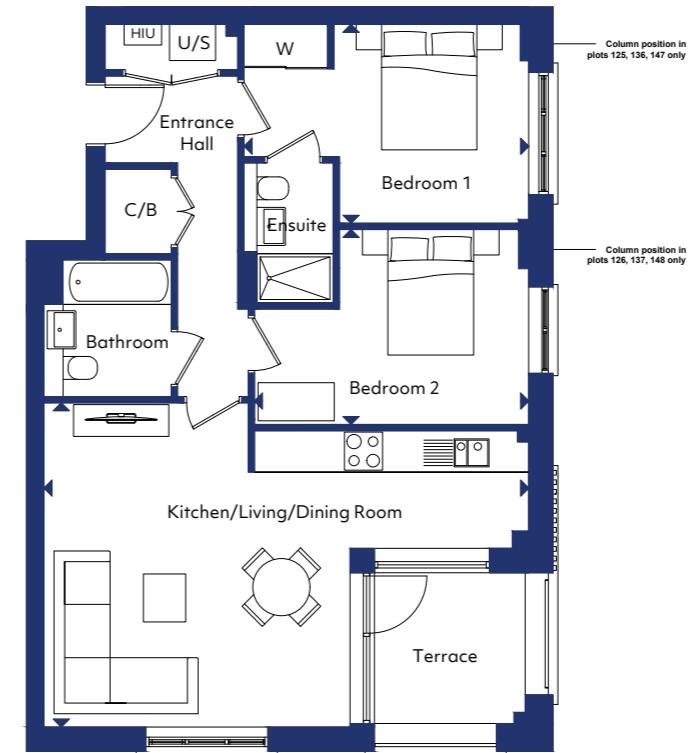 HIU
U/S
W
Column position in
plots 125, 136, 147 only
Entrance
Hall
Bedroom 1
C/B
Ensuite
Column position in
plots 126, 137, 148 only
Bathroom
Bedroom 2
Kitchen/Living/Dining Room
Terrace